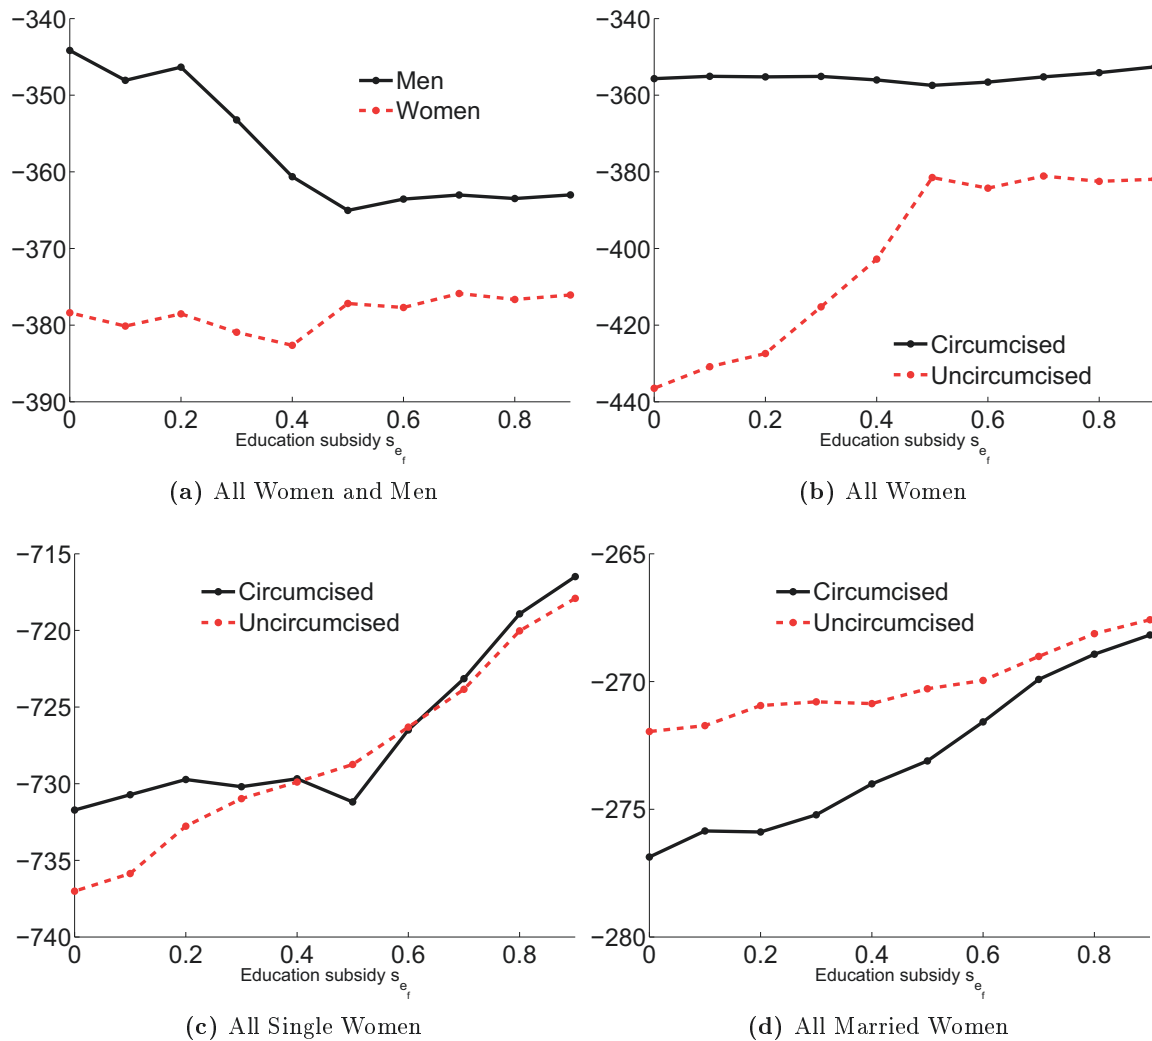 −340
−350
−360
−370
−380
−390
0
0.2
0.4
0.6
0.8
Men
Women
Education subsidy s_{e_f}
(a) All Women and Men
−340
−360
−380
−400
−420
−440
0
0.2
0.4
0.6
0.8
Circumcised
Uncircumcised
Education subsidy s_{e_f}
(b) All Women
−715
−720
−725
−730
−735
−740
0
0.2
0.4
0.6
0.8
Circumcised
Uncircumcised
Education subsidy s_{e_f}
(c) All Single Women
−265
−270
−275
−280
0
0.2
0.4
0.6
0.8
Circumcised
Uncircumcised
Education subsidy s_{e_f}
(d) All Married Women